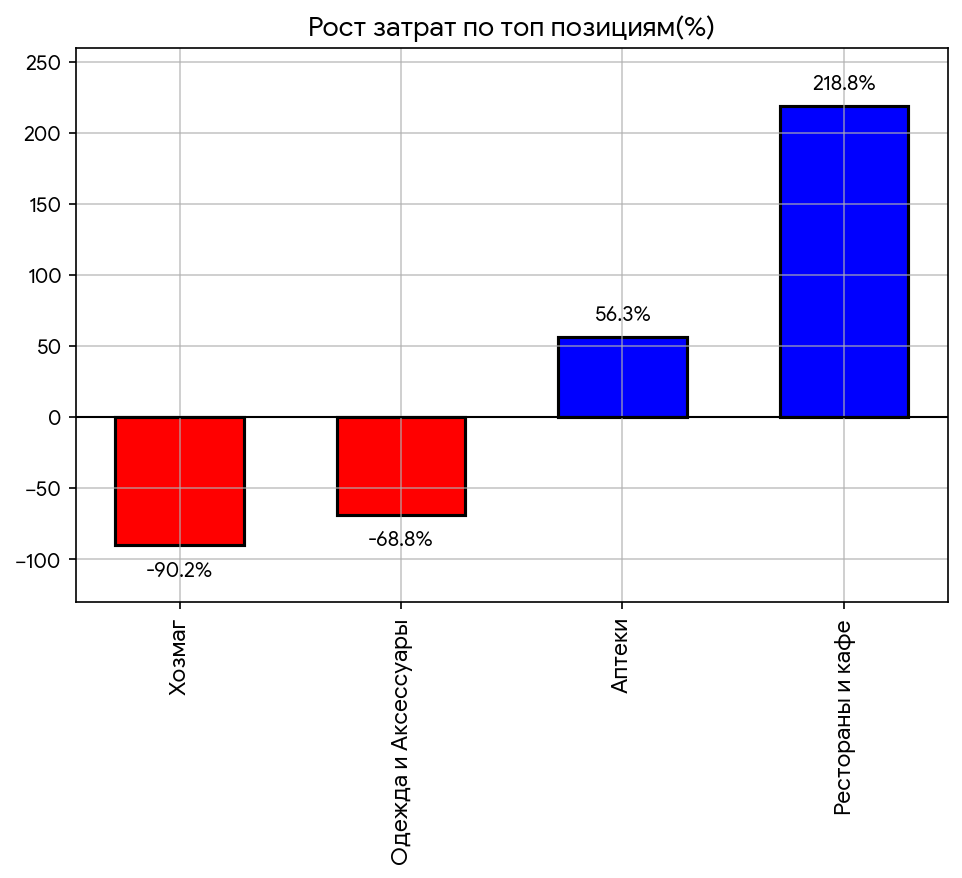 Рост затрат по топ позициям(%)
250
200
150
100
50
0
−50
−100
218.8%
56.3%
-68.8%
-90.2%
Хозмаг
Одежда и Аксессуары
Аптеки
Рестораны и кафе